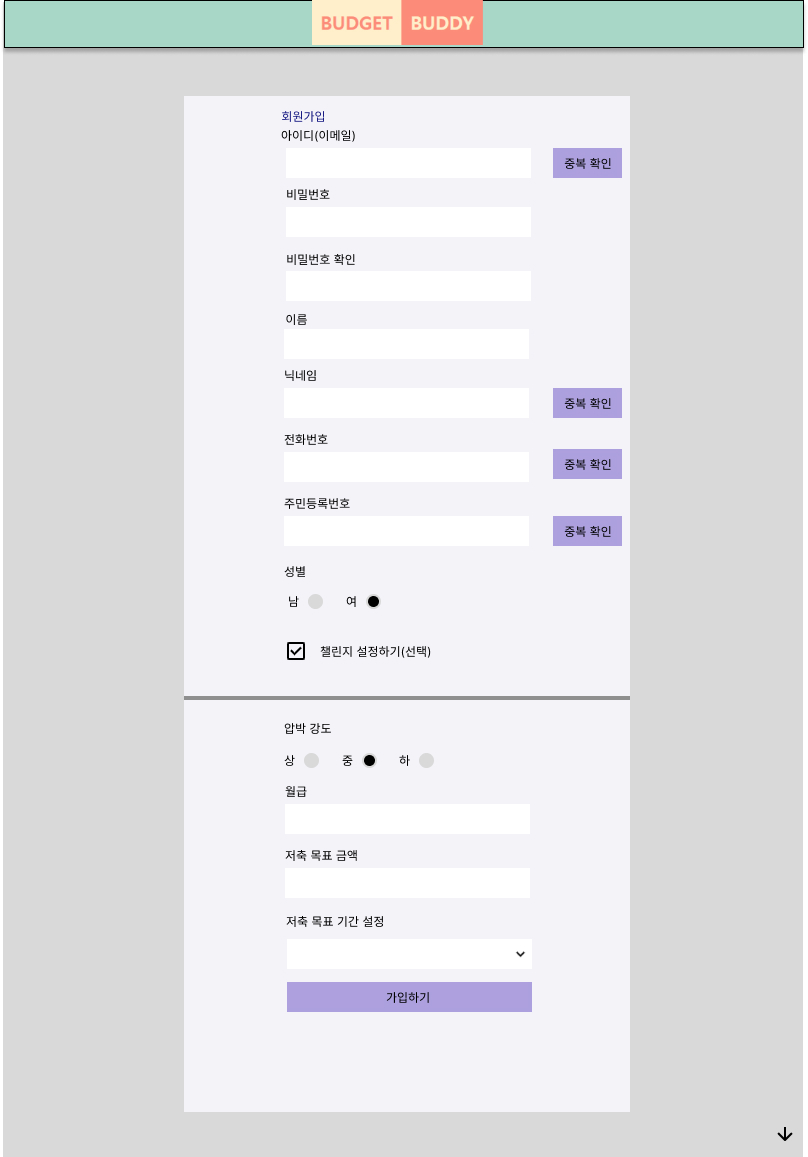 BUDGET BUDDY
회원가입
아이디(이메일)
중복 확인
비밀번호
비밀번호 확인
이름
닉네임
중복 확인
전화번호
중복 확인
주민등록번호
중복 확인
성별
남 여
챌린지 설정하기(선택)
압박 강도
상 중 하
월급
저축 목표 금액
저축 목표 기간 설정
가입하기